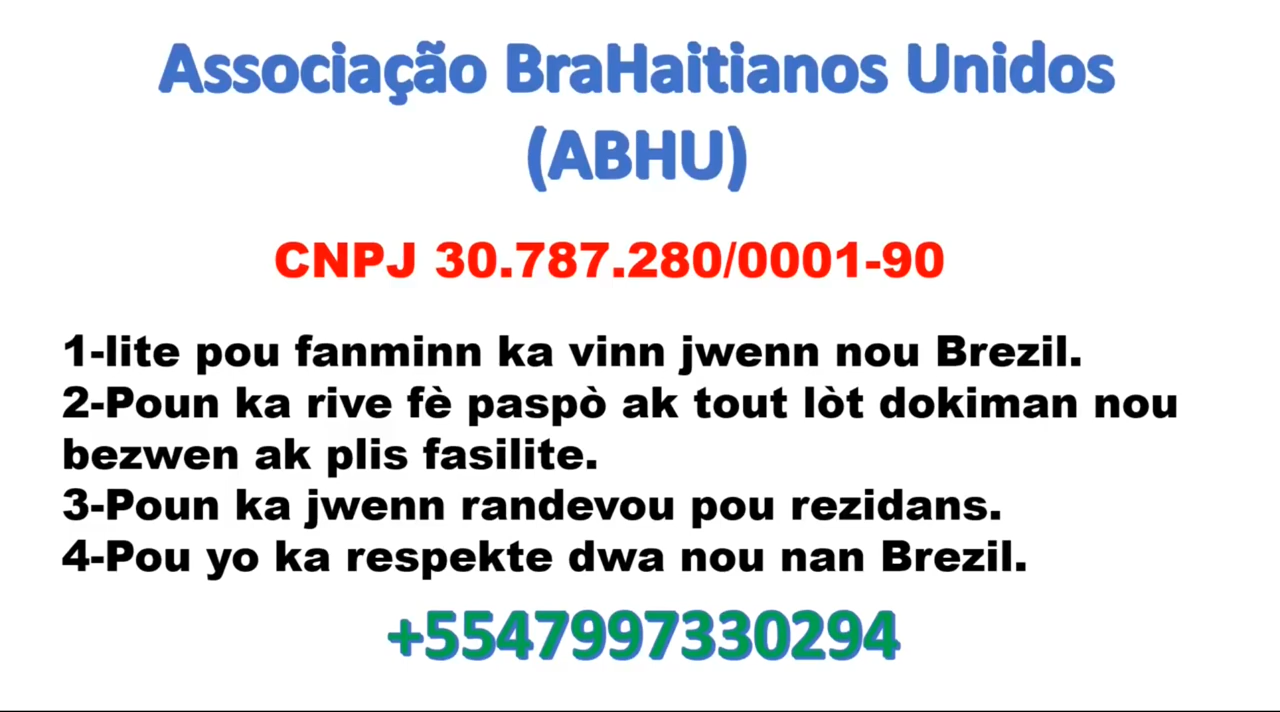 Associação BraHaitianos Unidos
(ABHU)
CNPJ 30.787.280/0001-90
1-lite pou fanminn ka vinn jwenn nou Brezil.
2-Poun ka rive fè paspò ak tout lòt dokiman nou
bezwen ak plis fasilite.
3-Poun ka jwenn randevou pou rezidans.
4-Pou yo ka respekte dwa nou nan Brezil.
+5547997330294